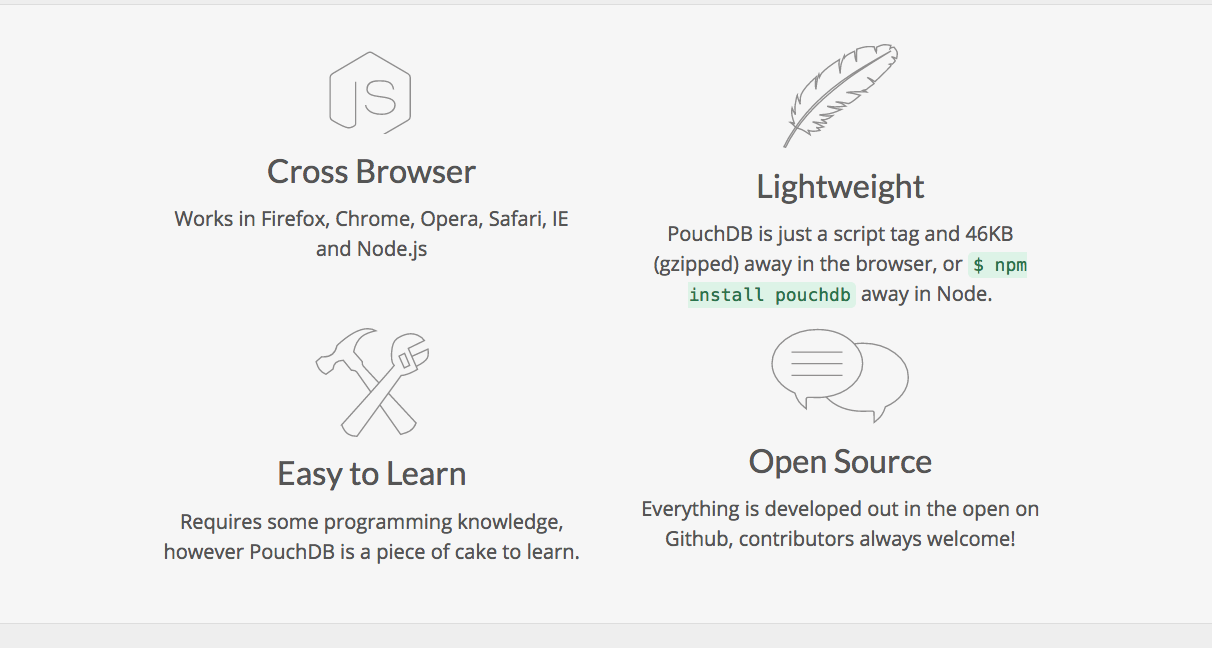 JS
Cross Browser
Works in Firefox, Chrome, Opera, Safari, IE
and Node.js
Lightweight
PouchDB is just a script tag and 46KB
(gzipped) away in the browser, or $ npm
install pouchdb away in Node.
Easy to Learn
Requires some programming knowledge,
however PouchDB is a piece of cake to learn.
Open Source
Everything is developed out in the open on
Github, contributors always welcome!